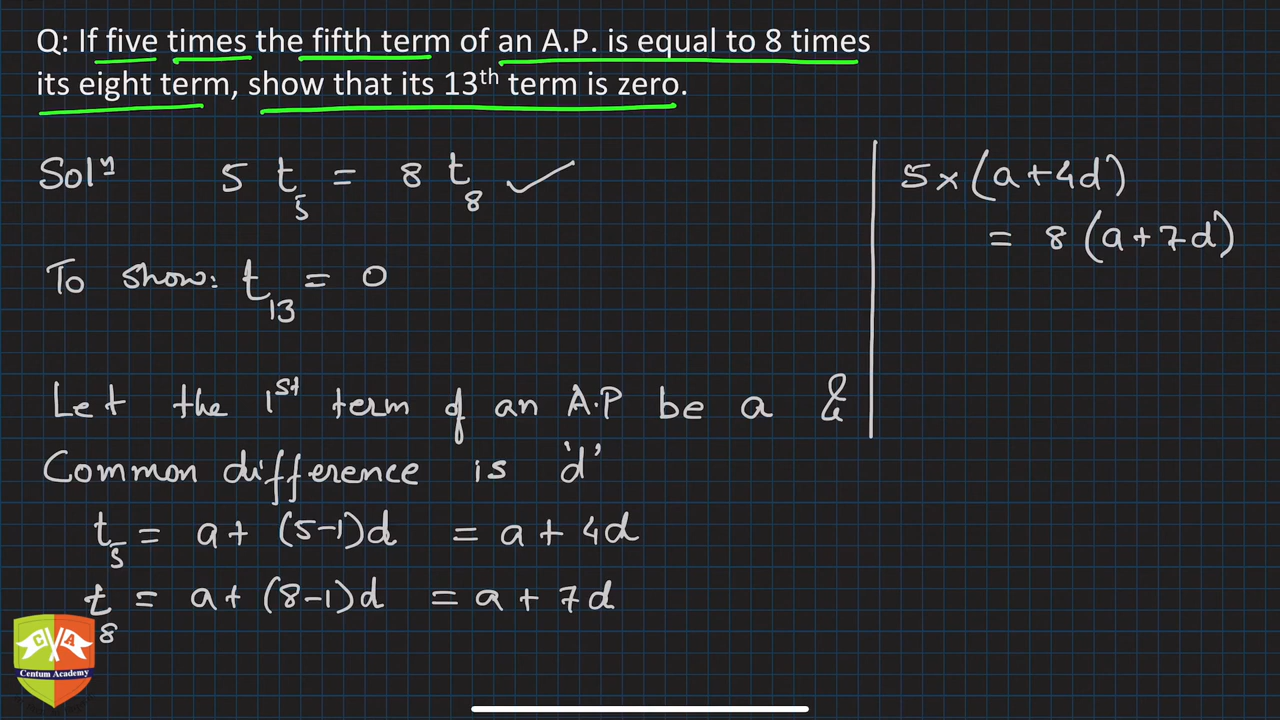 Q: If five times the fifth term of an A.P. is equal to 8 times
its eight term, show that its 13th term is zero.
Solⁿ 5 t₅ = 8 t₈ ✓
To show: t₁₃ = 0
Let the 1st term of an A.P be a &
Common difference is 'd'
t₅ = a + (5-1)d = a + 4d
t₈ = a + (8-1)d = a + 7d
5 × (a + 4d)
= 8 (a + 7d)
C A
Centum Academy